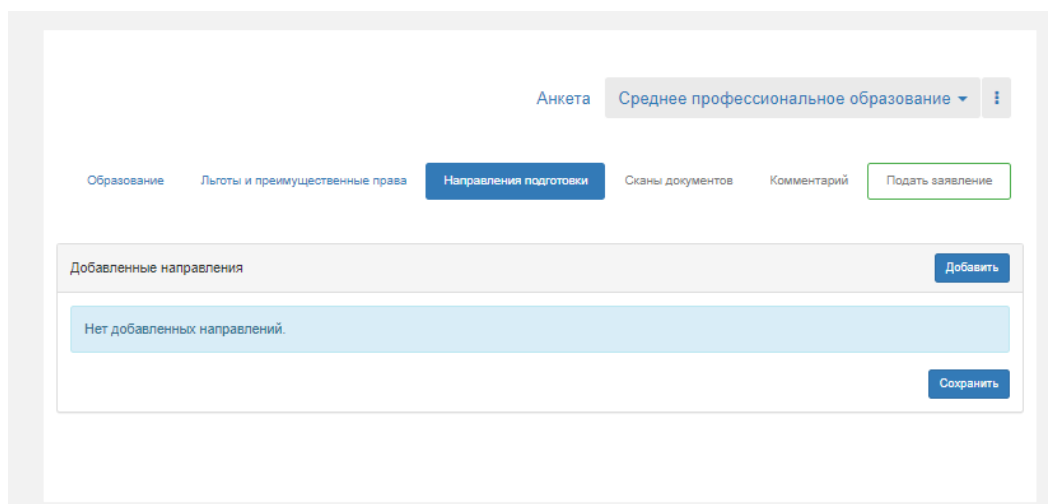 Анкета Среднее профессиональное образование
Образование Льготы и преимущественные права Направления подготовки Сканы документов Комментарий Подать заявление
Добавленные направления Добавить
Нет добавленных направлений.
Сохранить